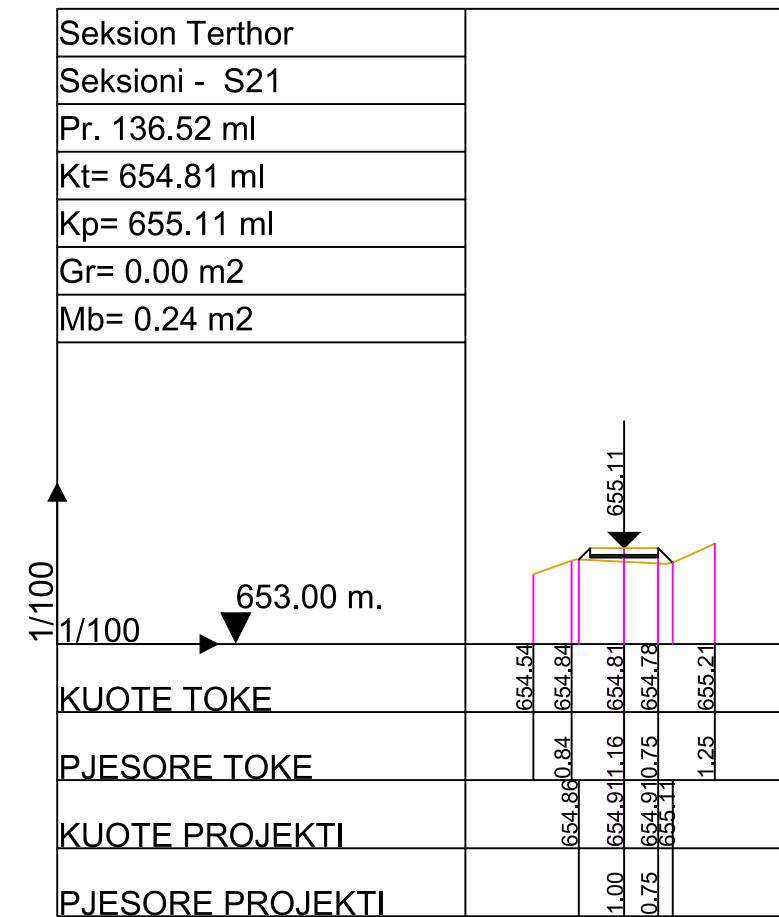 Seksion Terthor
Seksioni - S21
Pr. 136.52 ml
Kt= 654.81 ml
Kp= 655.11 ml
Gr= 0.00 m2
Mb= 0.24 m2
655.11
1/100
1/100
653.00 m.
KUOTE TOKE
654.54
654.84
654.81
654.78
655.21
PJESORE TOKE
0.84
1.16
0.75
1.25
KUOTE PROJEKTI
654.86
654.91
654.91
655.11
PJESORE PROJEKTI
1.00
0.75